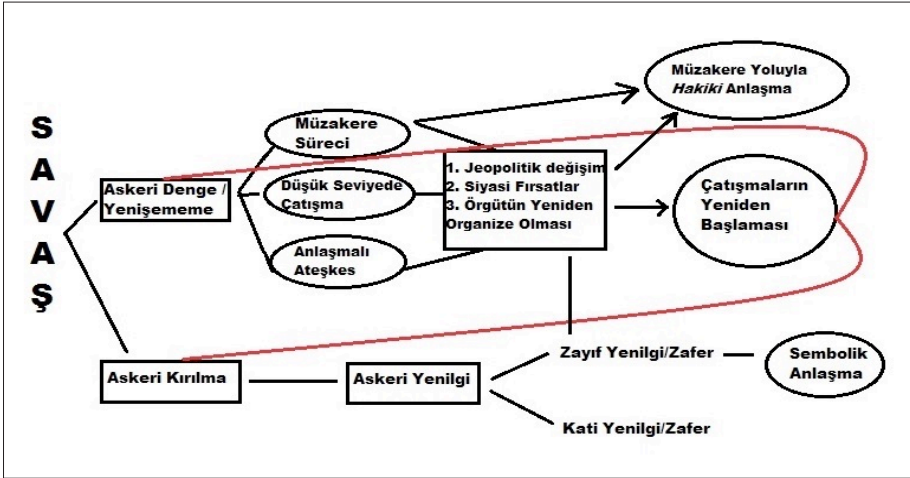 SAVAŞ
Müzakere Yoluyla
Hakiki Anlaşma
Müzakere
Süreci
Askeri Denge /
Yenişememe
Düşük Seviyede
Çatışma
Anlaşmalı
Ateşkes
1. Jeopolitik değişim
2. Siyasi Fırsatlar
3. Örgütün Yeniden
Organize Olması
Çatışmaların
Yeniden
Başlaması
Askeri Kırılma
Askeri Yenilgi
Zayıf Yenilgi/Zafer
Sembolik
Anlaşma
Kati Yenilgi/Zafer